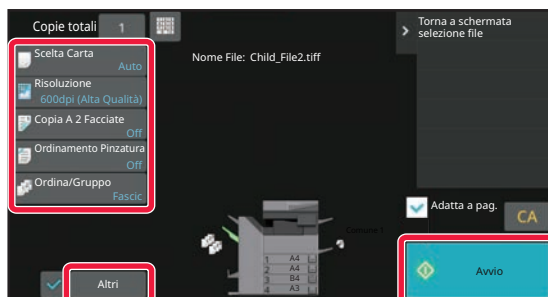 Copie totali 1
Torna a schermata
selezione file
Scelta Carta
Auto
Nome File: Child_File2.tiff
Risoluzione
600dpi (Alta Qualità)
Copia A 2 Facciate
Off
Ordinamento Pinzatura
Off
Ordina/Gruppo
Fascic
Adatta a pag.
CA
Comune 1
1 A4
2 A4
3 B4
4 A3
Altri
Avvio